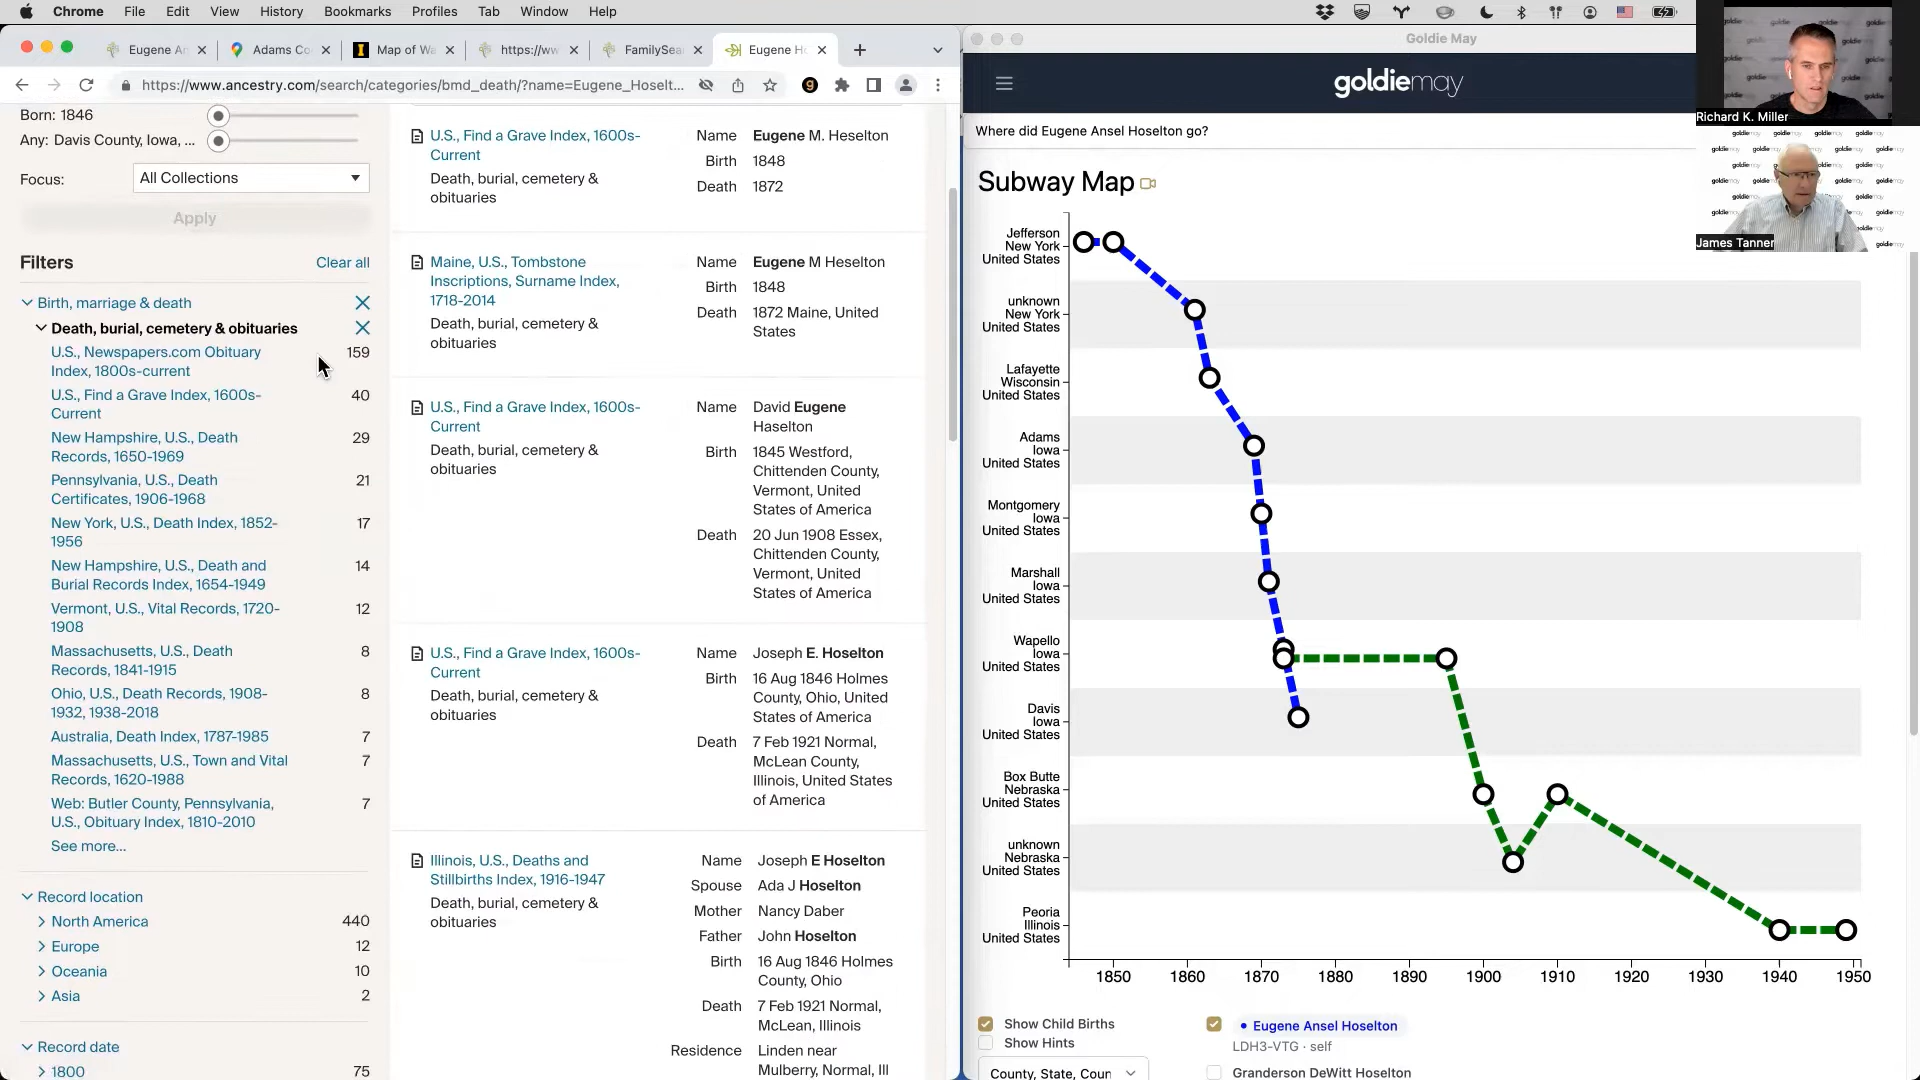 Chrome File Edit View History Bookmarks Profiles Tab Window Help
Eugene An
Adams Co
Map of Wa
https://ww
FamilySea
Eugene Ho
Goldie May
https://www.ancestry.com/search/categories/bmd_death/?name=Eugene_Hoselt...
Born: 1846
Any: Davis County, Iowa, ...
Focus:
All Collections
Apply
Filters
Clear all
Birth, marriage & death
Death, burial, cemetery & obituaries
U.S., Newspapers.com Obituary
Index, 1800s-current
159
U.S., Find a Grave Index, 1600s-
Current
40
New Hampshire, U.S., Death
Records, 1650-1969
29
Pennsylvania, U.S., Death
Certificates, 1906-1968
21
New York, U.S., Death Index, 1852-
1956
17
New Hampshire, U.S., Death and
Burial Records Index, 1654-1949
14
Vermont, U.S., Vital Records, 1720-
1908
12
Massachusetts, U.S., Death
Records, 1841-1915
8
Ohio, U.S., Death Records, 1908-
1932, 1938-2018
8
Australia, Death Index, 1787-1985
7
Massachusetts, U.S., Town and Vital
Records, 1620-1988
7
Web: Butler County, Pennsylvania,
U.S., Obituary Index, 1810-2010
7
See more...
Record location
North America
440
Europe
12
Oceania
10
Asia
2
Record date
1800
75
U.S., Find a Grave Index, 1600s-
Current
Death, burial, cemetery &
obituaries
Name Eugene M. Heselton
Birth 1848
Death 1872
Maine, U.S., Tombstone
Inscriptions, Surname Index,
1718-2014
Death, burial, cemetery &
obituaries
Name Eugene M Heselton
Birth 1848
Death 1872 Maine, United
States
U.S., Find a Grave Index, 1600s-
Current
Death, burial, cemetery &
obituaries
Name David Eugene
Haselton
Birth 1845 Westford,
Chittenden County,
Vermont, United
States of America
Death 20 Jun 1908 Essex,
Chittenden County,
Vermont, United
States of America
U.S., Find a Grave Index, 1600s-
Current
Death, burial, cemetery &
obituaries
Name Joseph E. Hoselton
Birth 16 Aug 1846 Holmes
County, Ohio, United
States of America
Death 7 Feb 1921 Normal,
McLean County,
Illinois, United States
of America
Illinois, U.S., Deaths and
Stillbirths Index, 1916-1947
Death, burial, cemetery &
obituaries
Name Joseph E Hoselton
Spouse Ada J Hoselton
Mother Nancy Daber
Father John Hoselton
Birth 16 Aug 1846 Holmes
County, Ohio
Death 7 Feb 1921 Normal,
McLean, Illinois
Residence Linden near
Mulberry, Normal, Ill
goldiemay
Where did Eugene Ansel Hoselton go?
Subway Map
Jefferson
New York
United States
unknown
New York
United States
Lafayette
Wisconsin
United States
Adams
Iowa
United States
Montgomery
Iowa
United States
Marshall
Iowa
United States
Wapello
Iowa
United States
Davis
Iowa
United States
Box Butte
Nebraska
United States
unknown
Nebraska
United States
Peoria
Illinois
United States
1850 1860 1870 1880 1890 1900 1910 1920 1930 1940 1950
Show Child Births
Show Hints
County, State, Coun
Eugene Ansel Hoselton
LDH3-VTG · self
Granderson DeWitt Hoselton
Richard K. Miller
James Tanner